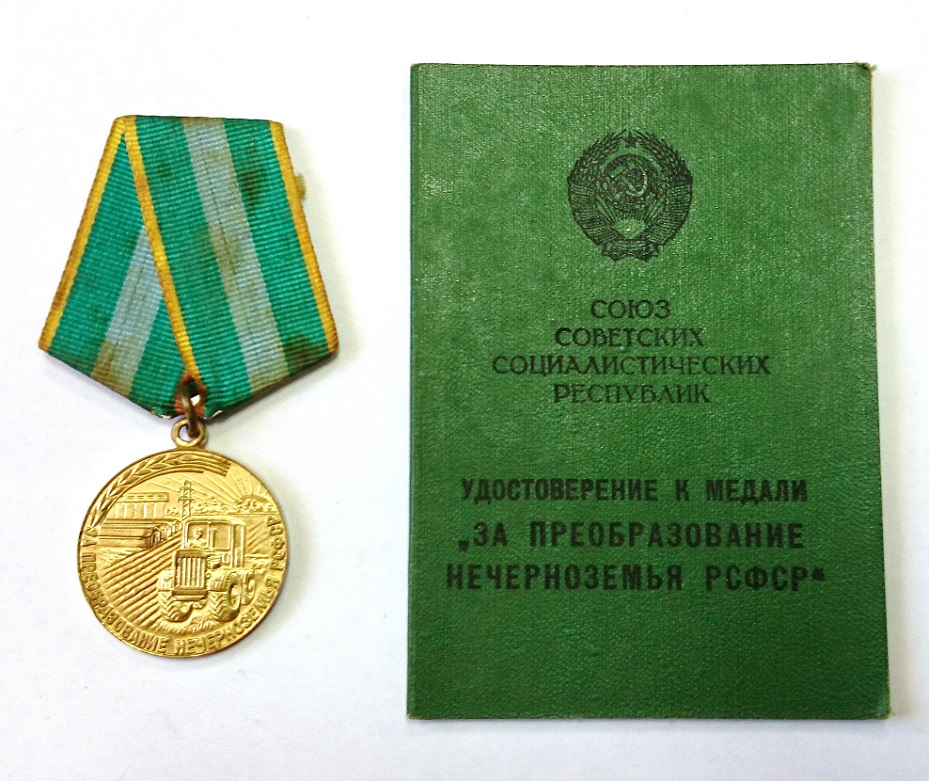 ЗА ПРЕОБРАЗОВАНИЕ НЕЧЕРНОЗЕМЬЯ РСФСР
СОЮЗ
СОВЕТСКИХ
СОЦИАЛИСТИЧЕСКИХ
РЕСПУБЛИК
УДОСТОВЕРЕНИЕ К МЕДАЛИ
„ЗА ПРЕОБРАЗОВАНИЕ
НЕЧЕРНОЗЕМЬЯ РСФСР“